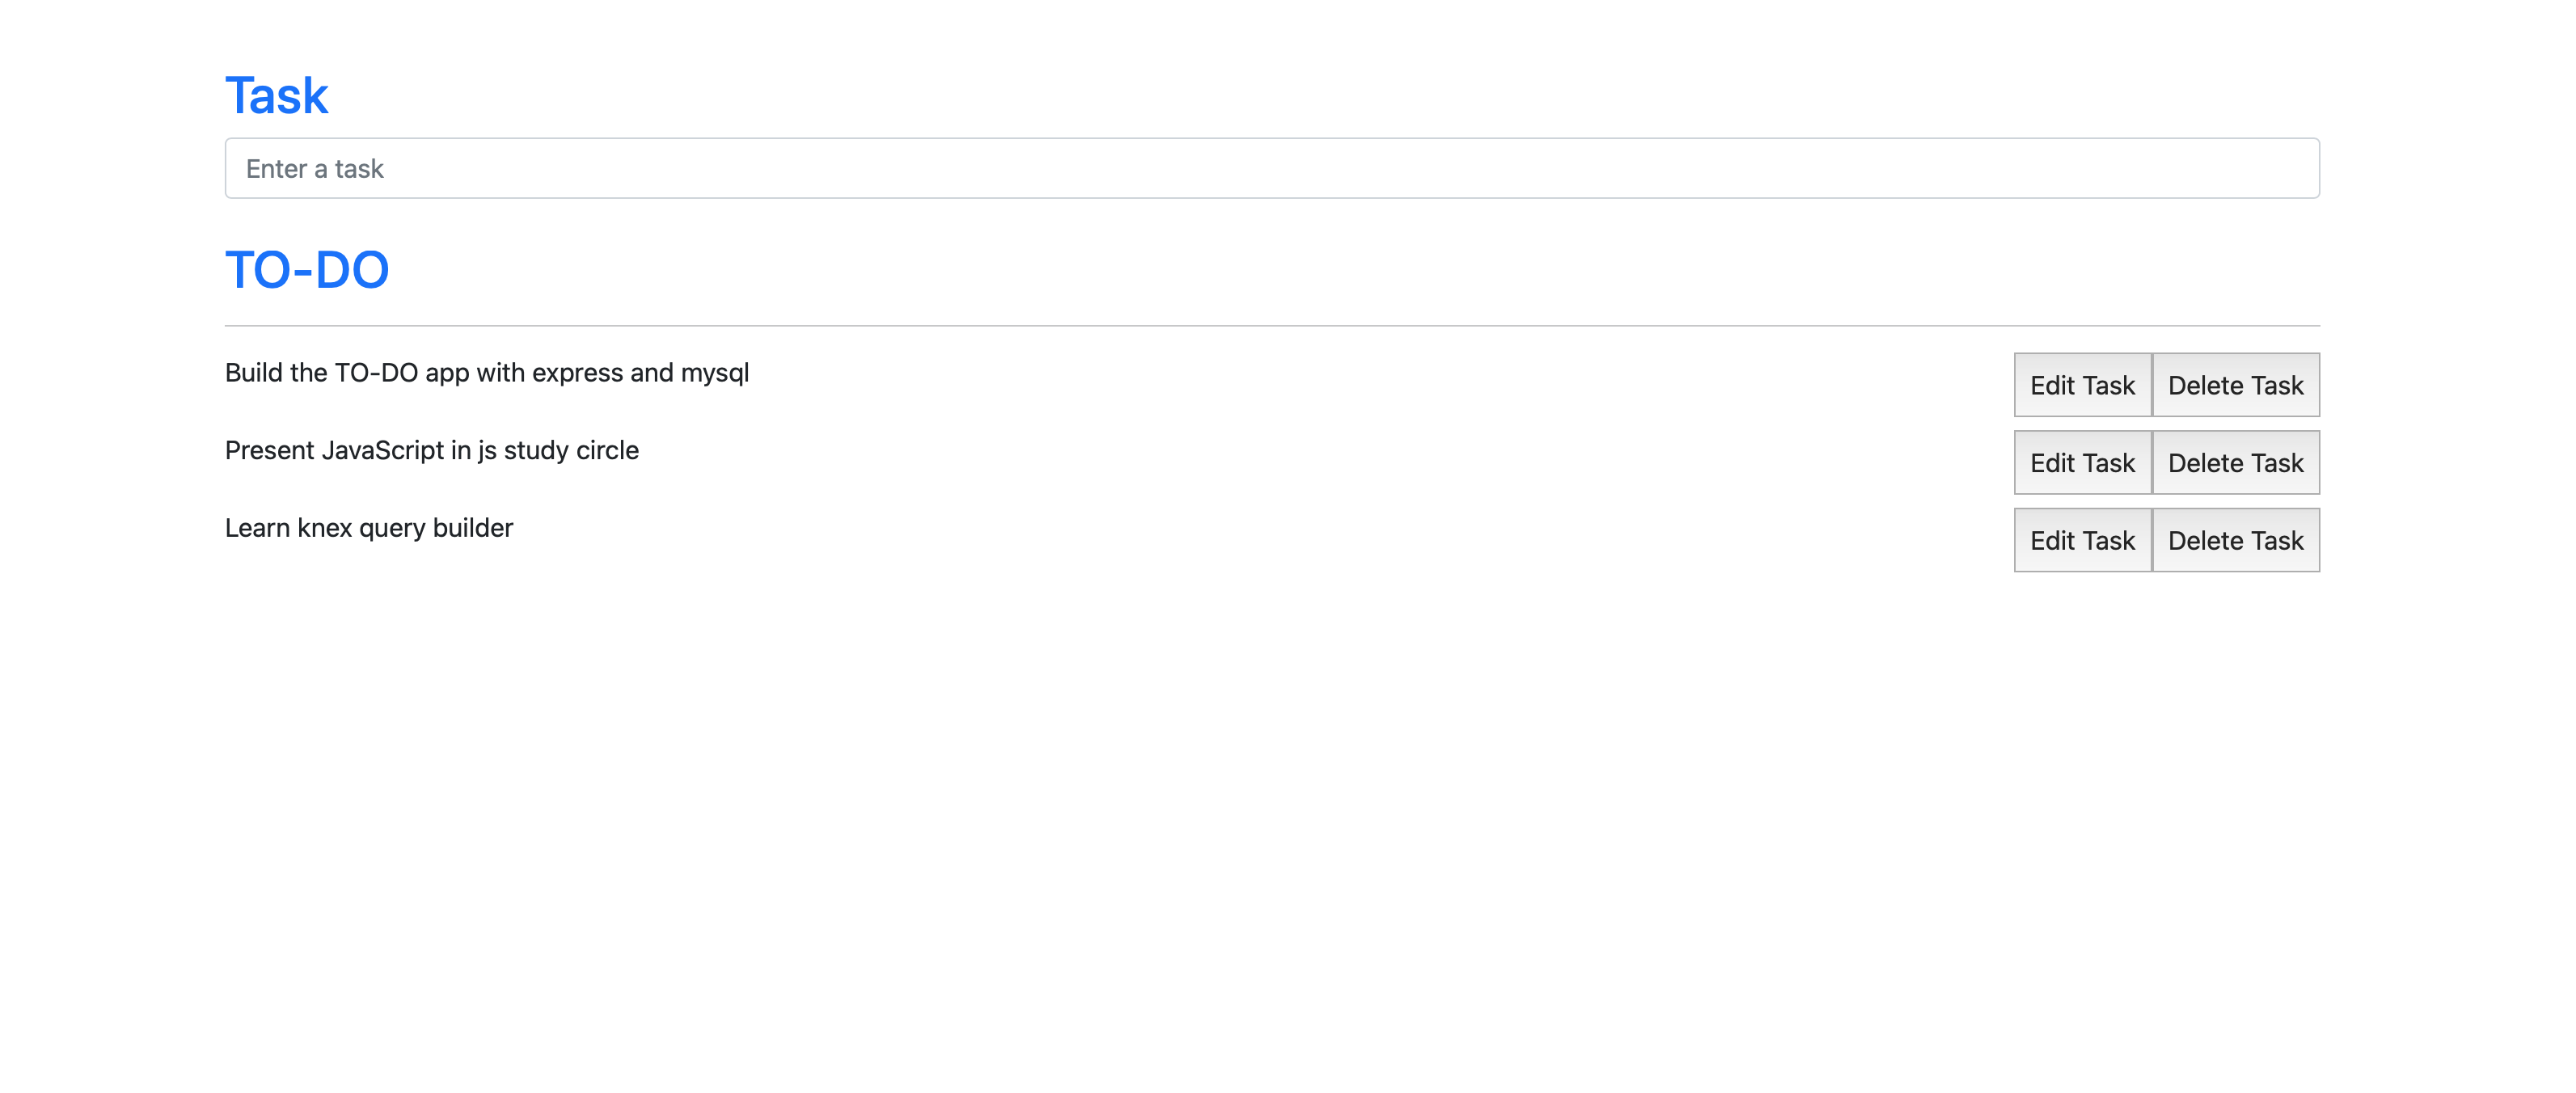 Task
Enter a task
TO-DO
Build the TO-DO app with express and mysql Edit Task Delete Task
Present JavaScript in js study circle Edit Task Delete Task
Learn knex query builder Edit Task Delete Task